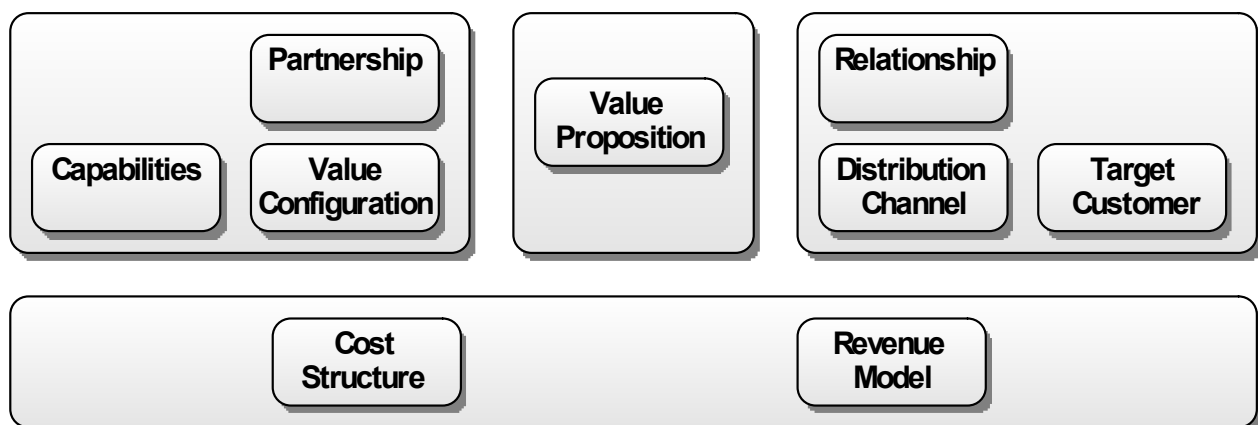 Partnership
Capabilities
Value
Configuration
Value
Proposition
Relationship
Distribution
Channel
Target
Customer
Cost
Structure
Revenue
Model